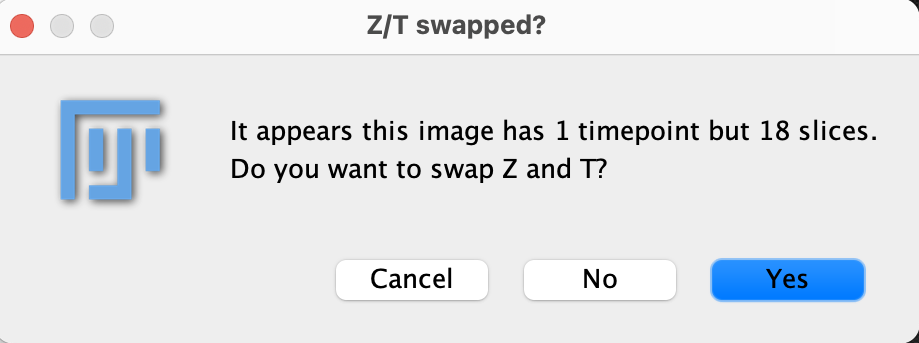 Z/T swapped?
It appears this image has 1 timepoint but 18 slices.
Do you want to swap Z and T?
Cancel No Yes